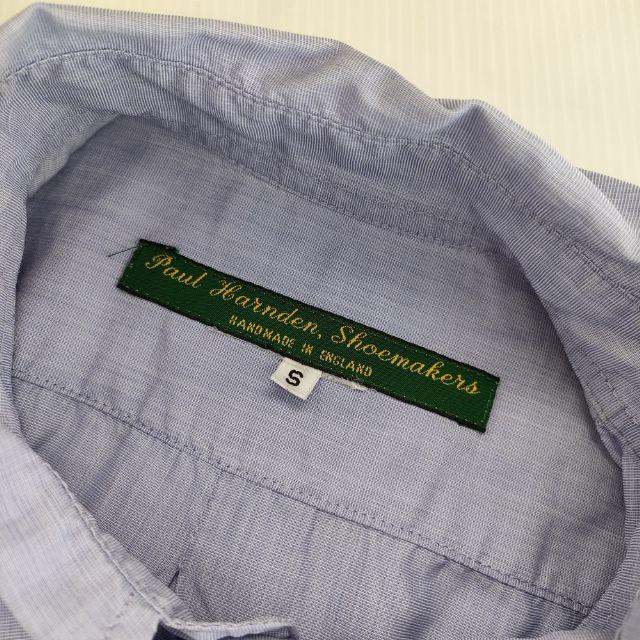 Paul Harnden, Shoemakers
HANDMADE IN ENGLAND
S